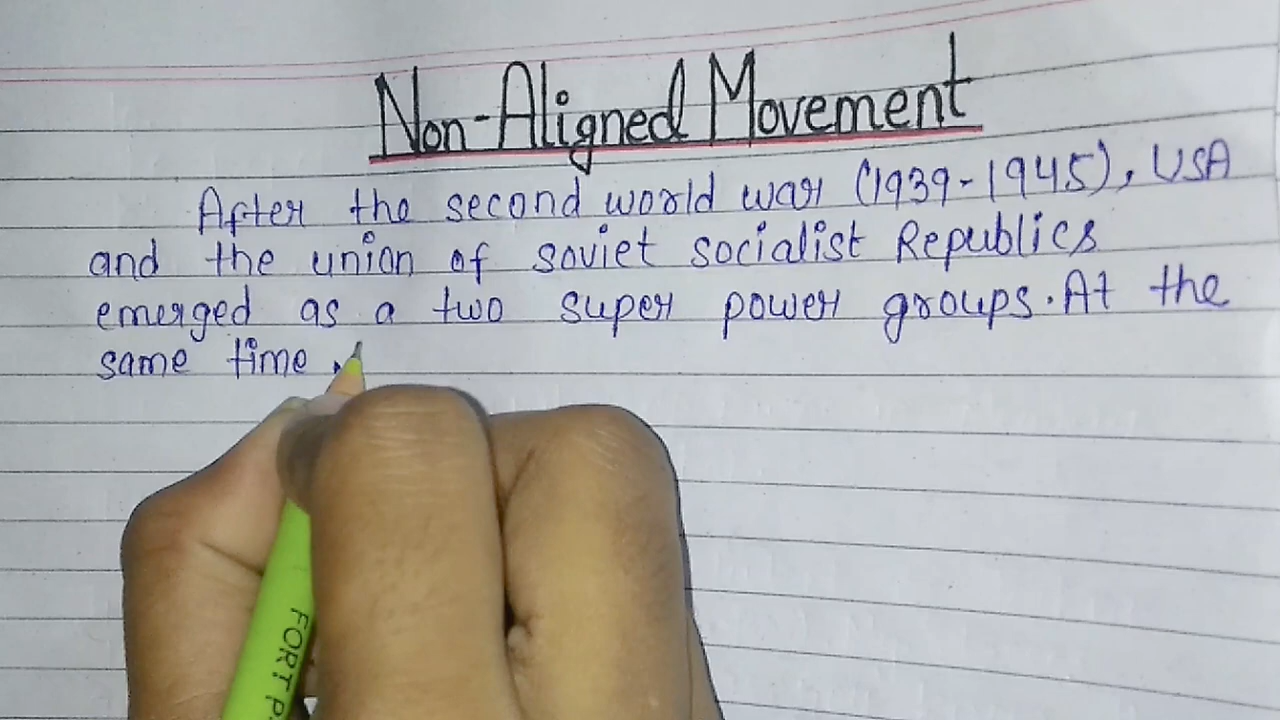 Non-Aligned Movement
After the second world war (1939-1945), USA
and the union of soviet socialist Republics
emerged as a two super power groups. At the
same time,
FORT P